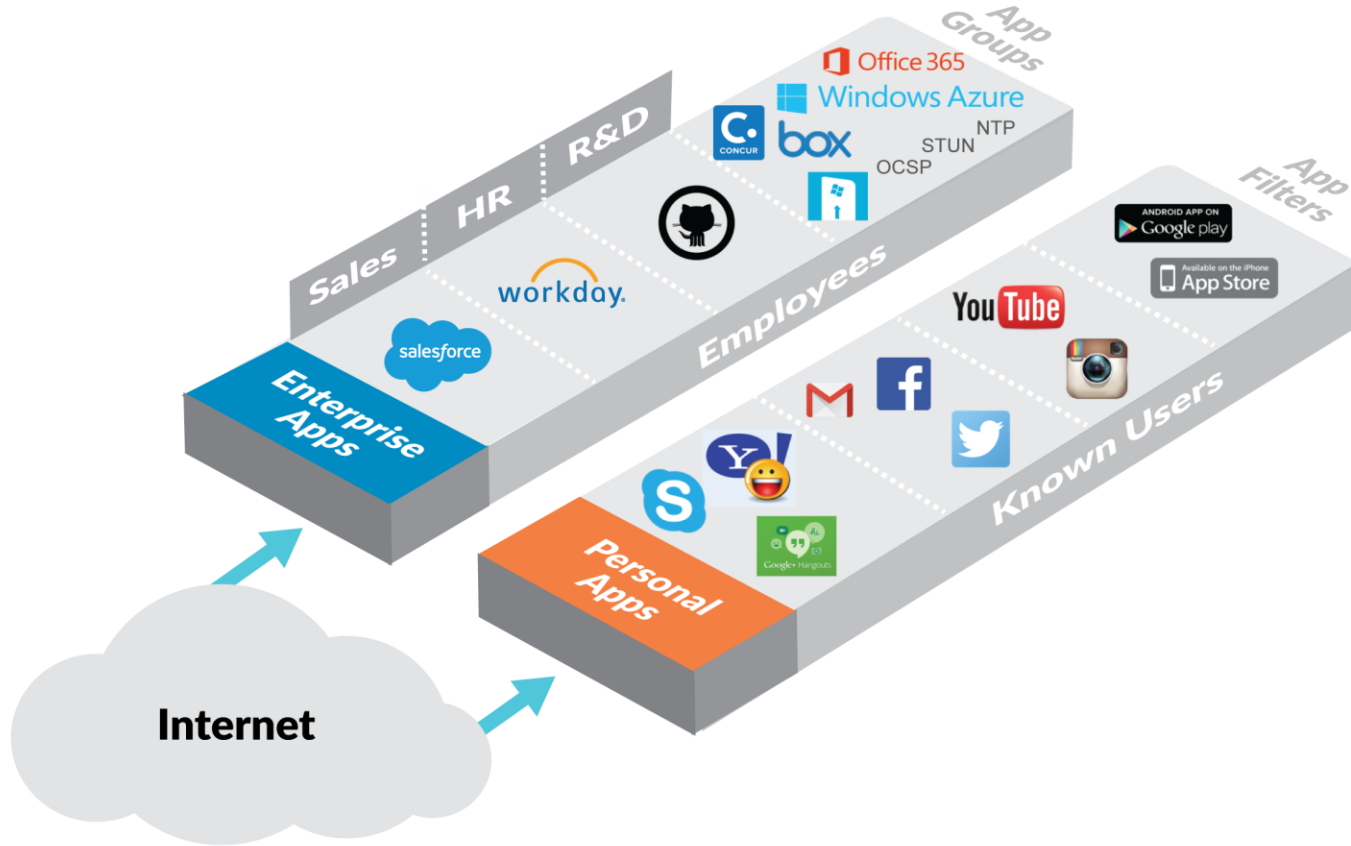 App
Groups
Office 365
Windows Azure
C.
CONCUR
box
NTP
STUN
OCSP
R&D
HR
Sales
workday.
salesforce
Employees
Enterprise
Apps
App
Filters
ANDROID APP ON
Google play
Available on the iPhone
App Store
YouTube
f
Y!
S
Google+ Hangouts
Known Users
Personal
Apps
Internet